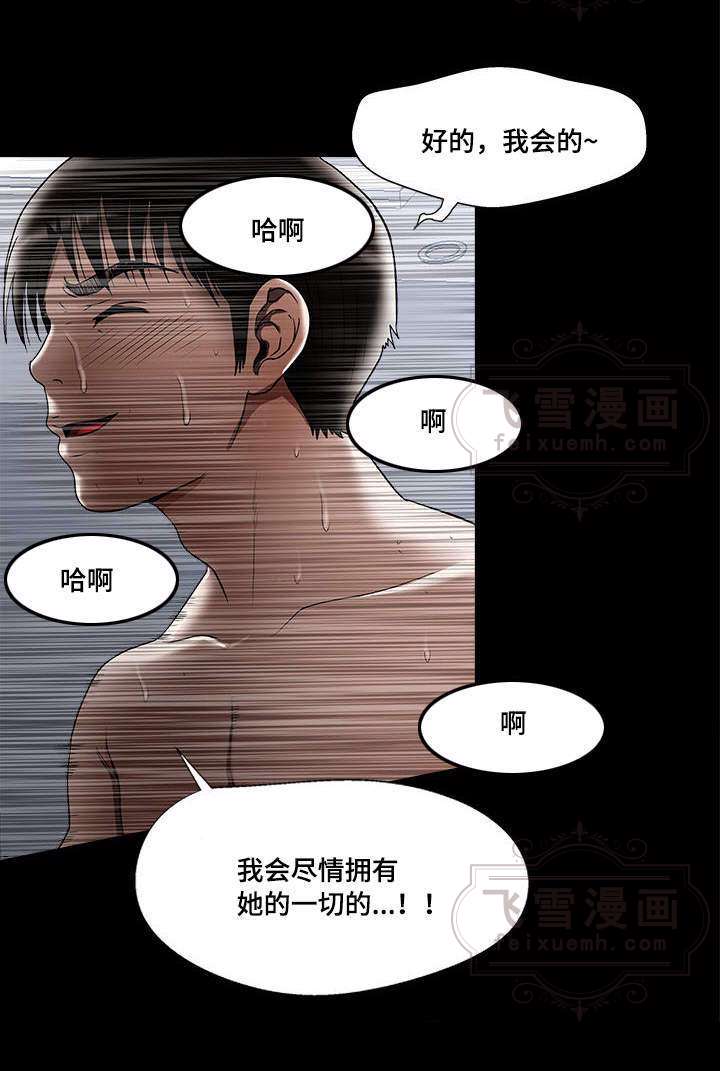 好的，我会的~
哈啊
啊
哈啊
啊
我会尽情拥有
她的一切的...！！
飞雪漫画
feixuemh.com
飞雪漫画
feixuemh.com